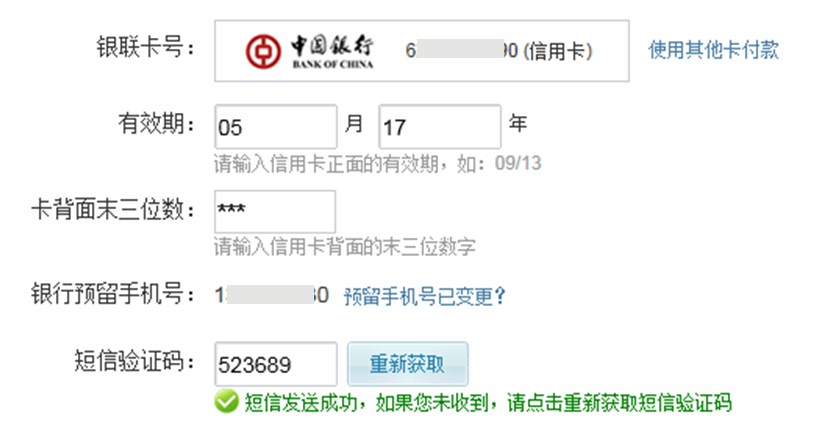 银联卡号： 中国银行 BANK OF CHINA 6 90 (信用卡) 使用其他卡付款
有效期： 05 月 17 年
请输入信用卡正面的有效期，如：09/13
卡背面末三位数： ***
请输入信用卡背面的末三位数字
银行预留手机号： 1 30 预留手机号已变更?
短信验证码： 523689 重新获取
短信发送成功，如果您未收到，请点击重新获取短信验证码